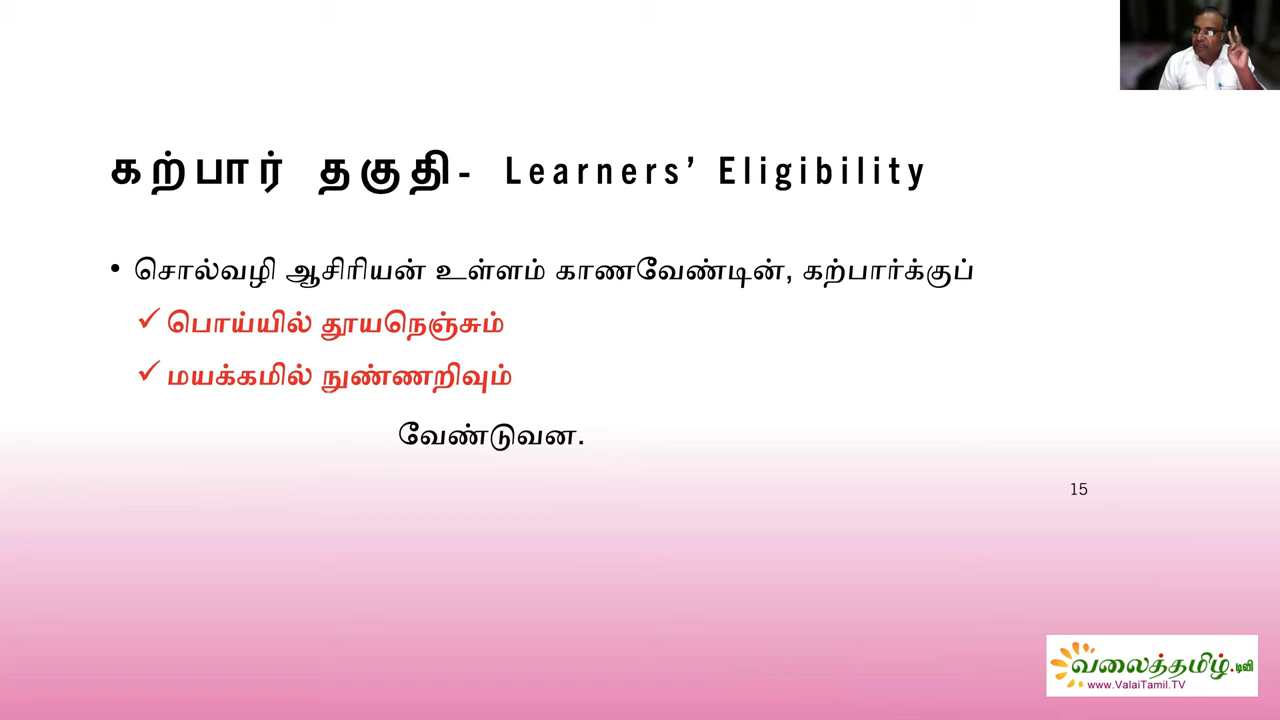 கற்பார் தகுதி- Learners’ Eligibility
• சொல்வழி ஆசிரியன் உள்ளம் காணவேண்டின், கற்பார்க்குப்
✓ பொய்யில் தூயநெஞ்சும்
✓ மயக்கமில் நுண்ணறிவும்
வேண்டுவன.
15
வலைத்தமிழ்.டிவி
www.ValaiTamil.TV